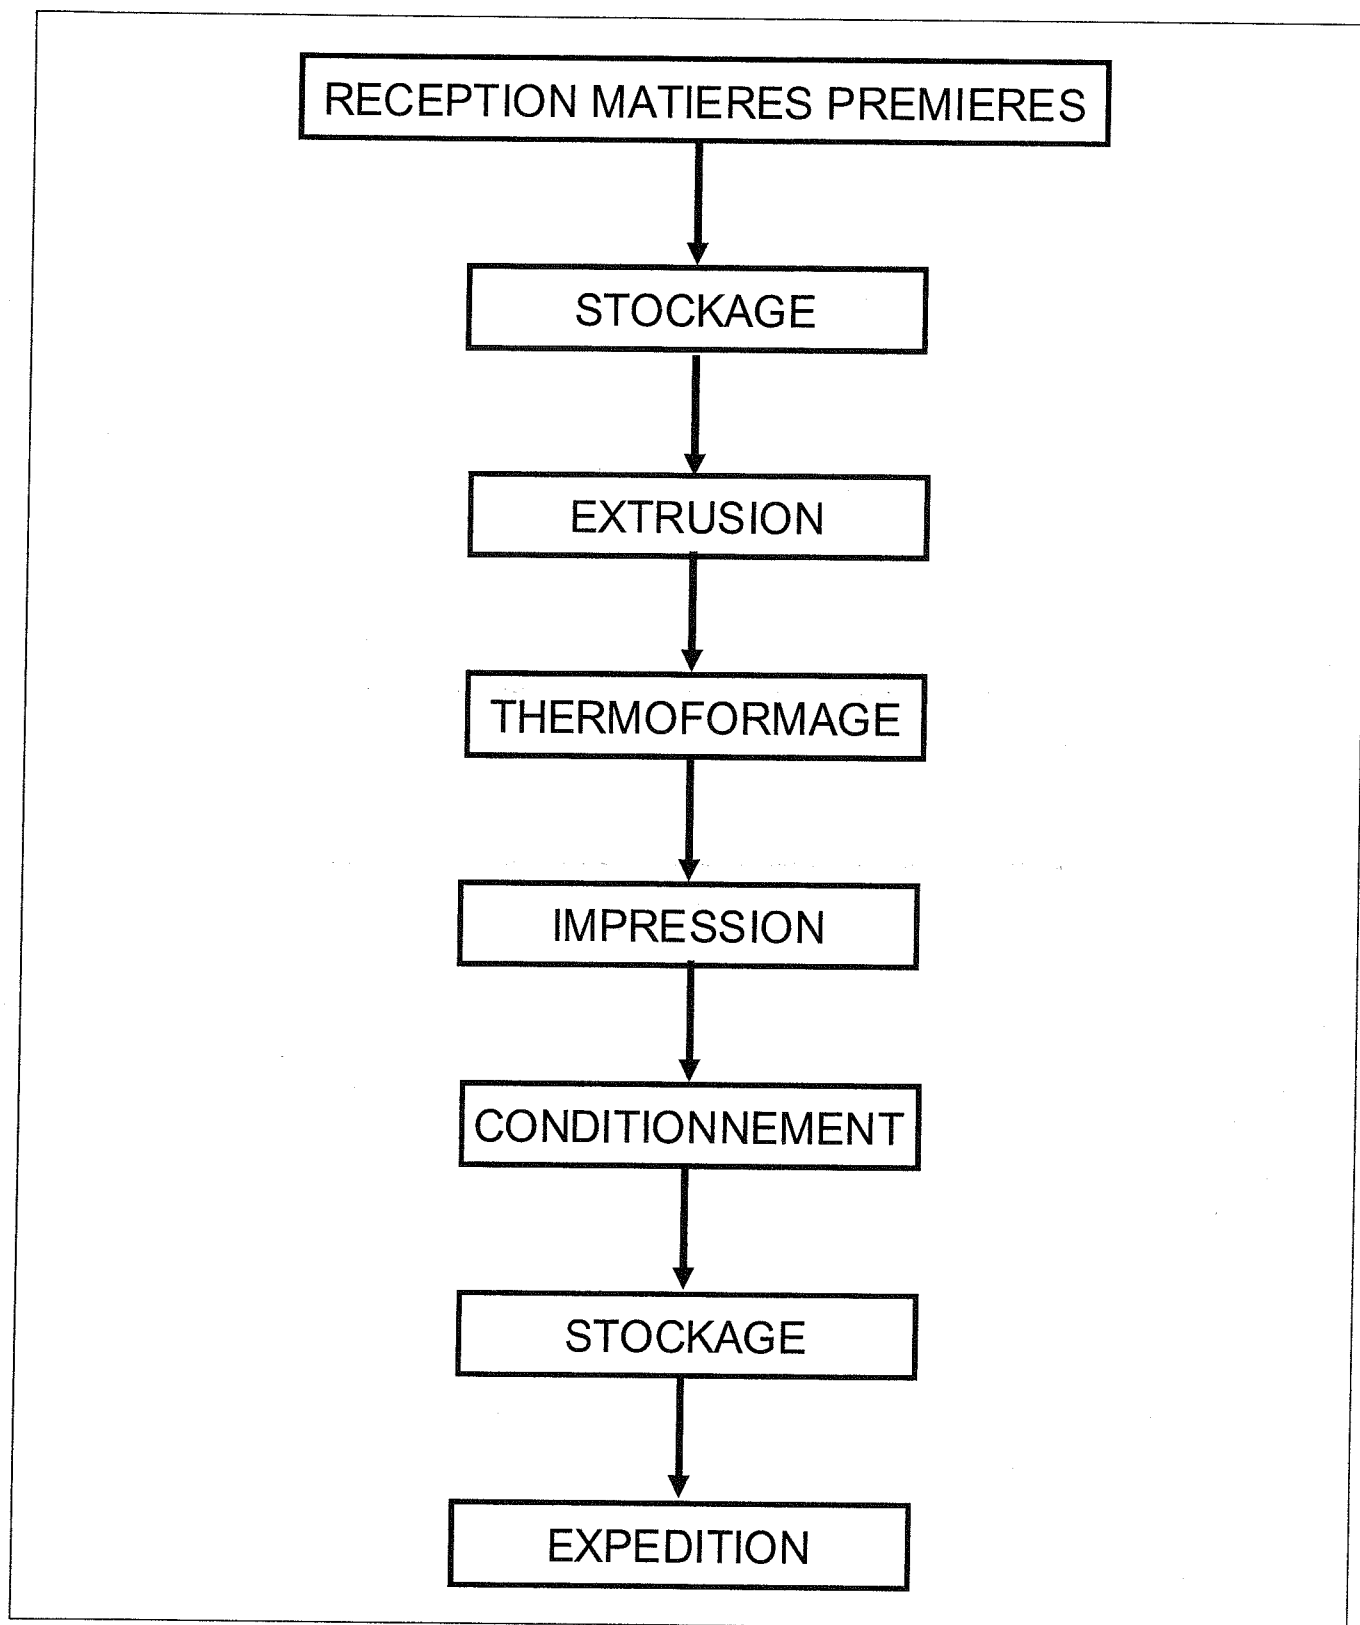 RECEPTION MATIERES PREMIERES
STOCKAGE
EXTRUSION
THERMOFORMAGE
IMPRESSION
CONDITIONNEMENT
STOCKAGE
EXPEDITION